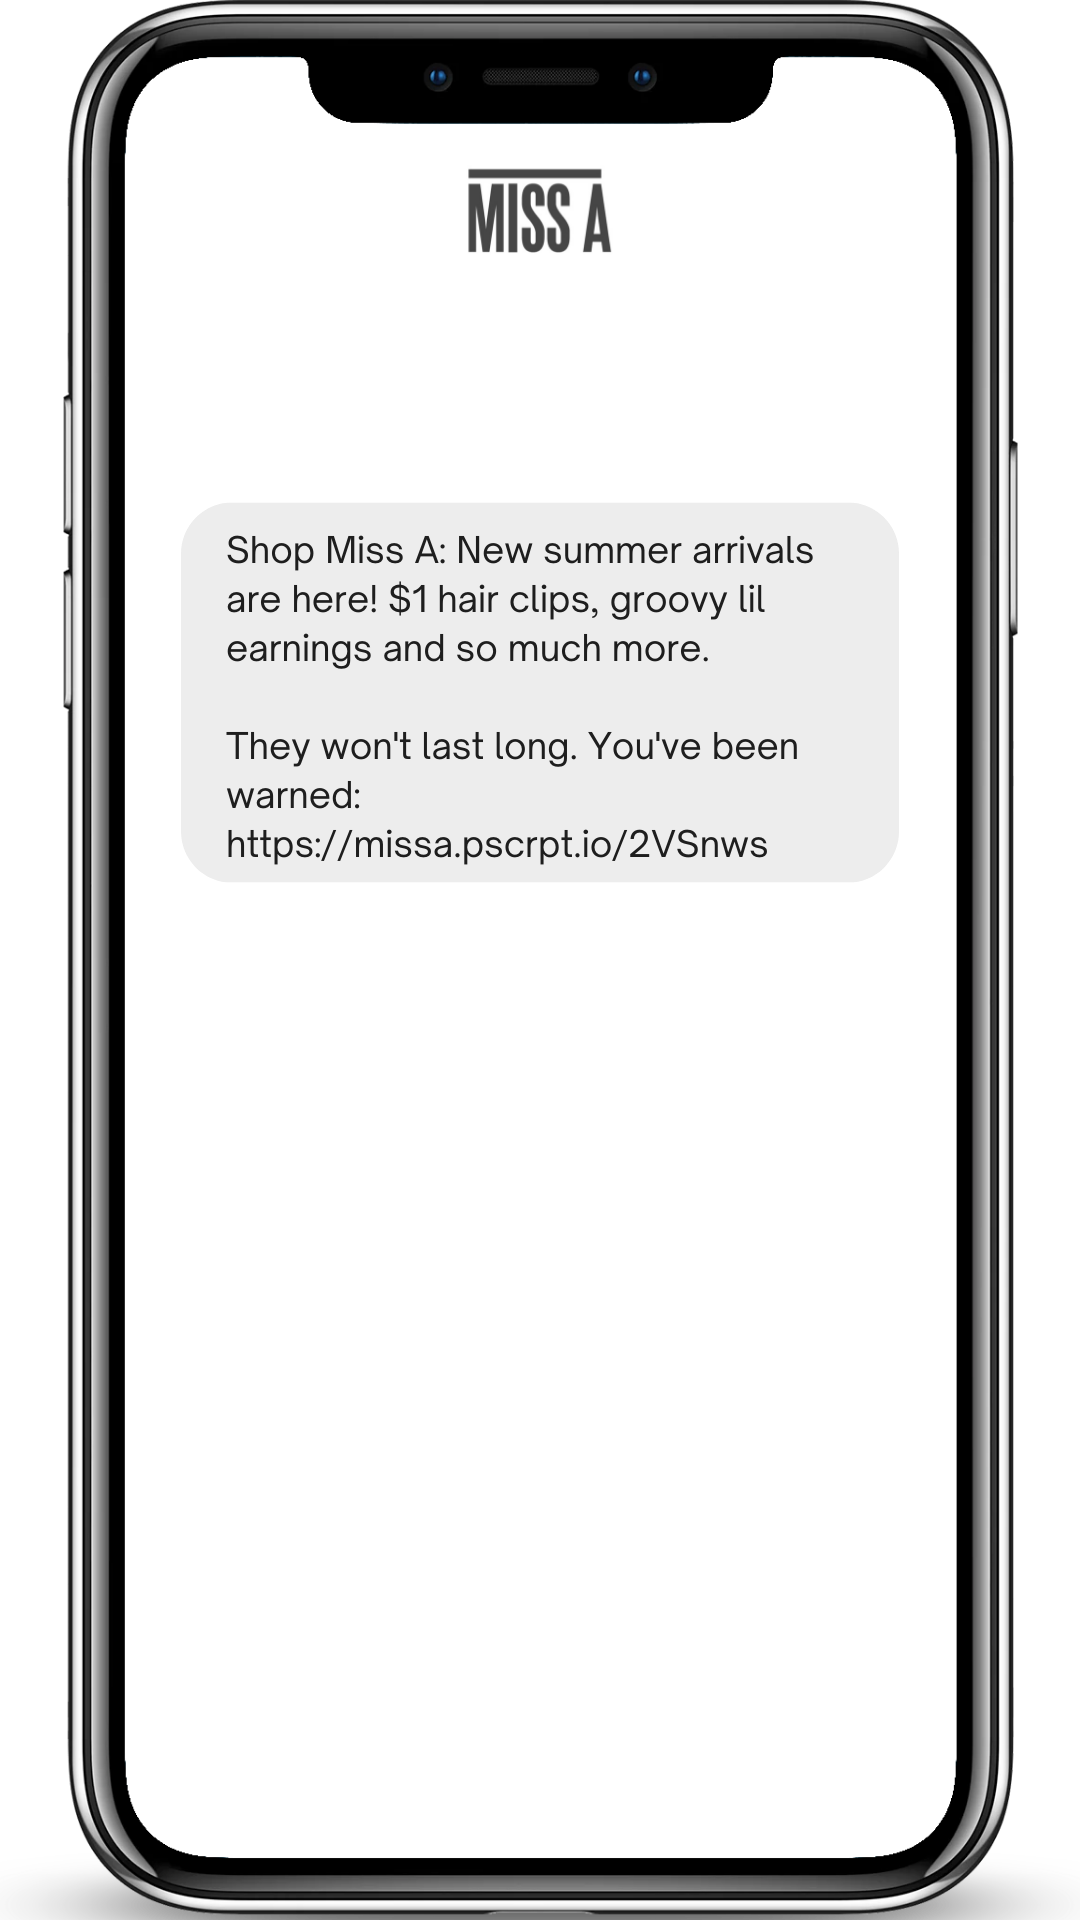 MISS A
Shop Miss A: New summer arrivals
are here! $1 hair clips, groovy lil
earnings and so much more.
They won't last long. You've been
warned:
https://missa.pscrpt.io/2VSnws